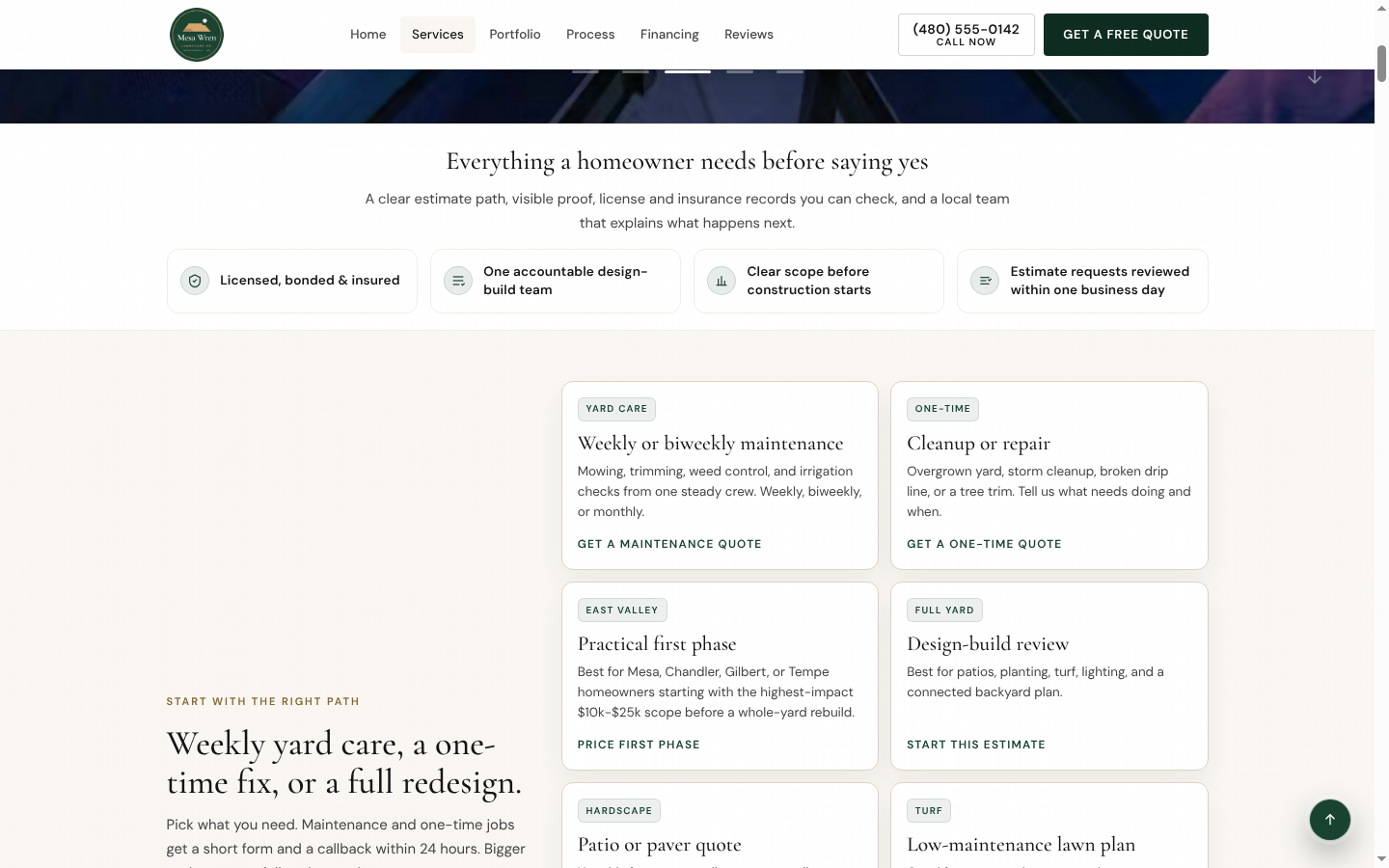 Mesa Wren
Home
Services
Portfolio
Process
Financing
Reviews
(480) 555-0142
CALL NOW
GET A FREE QUOTE
Everything a homeowner needs before saying yes
A clear estimate path, visible proof, license and insurance records you can check, and a local team
that explains what happens next.
Licensed, bonded & insured
One accountable design-
build team
Clear scope before
construction starts
Estimate requests reviewed
within one business day
START WITH THE RIGHT PATH
Weekly yard care, a one-
time fix, or a full redesign.
Pick what you need. Maintenance and one-time jobs
get a short form and a callback within 24 hours. Bigger
YARD CARE
Weekly or biweekly maintenance
Mowing, trimming, weed control, and irrigation
checks from one steady crew. Weekly, biweekly,
or monthly.
GET A MAINTENANCE QUOTE
ONE-TIME
Cleanup or repair
Overgrown yard, storm cleanup, broken drip
line, or a tree trim. Tell us what needs doing and
when.
GET A ONE-TIME QUOTE
EAST VALLEY
Practical first phase
Best for Mesa, Chandler, Gilbert, or Tempe
homeowners starting with the highest-impact
$10k-$25k scope before a whole-yard rebuild.
PRICE FIRST PHASE
FULL YARD
Design-build review
Best for patios, planting, turf, lighting, and a
connected backyard plan.
START THIS ESTIMATE
HARDSCAPE
Patio or paver quote
TURF
Low-maintenance lawn plan